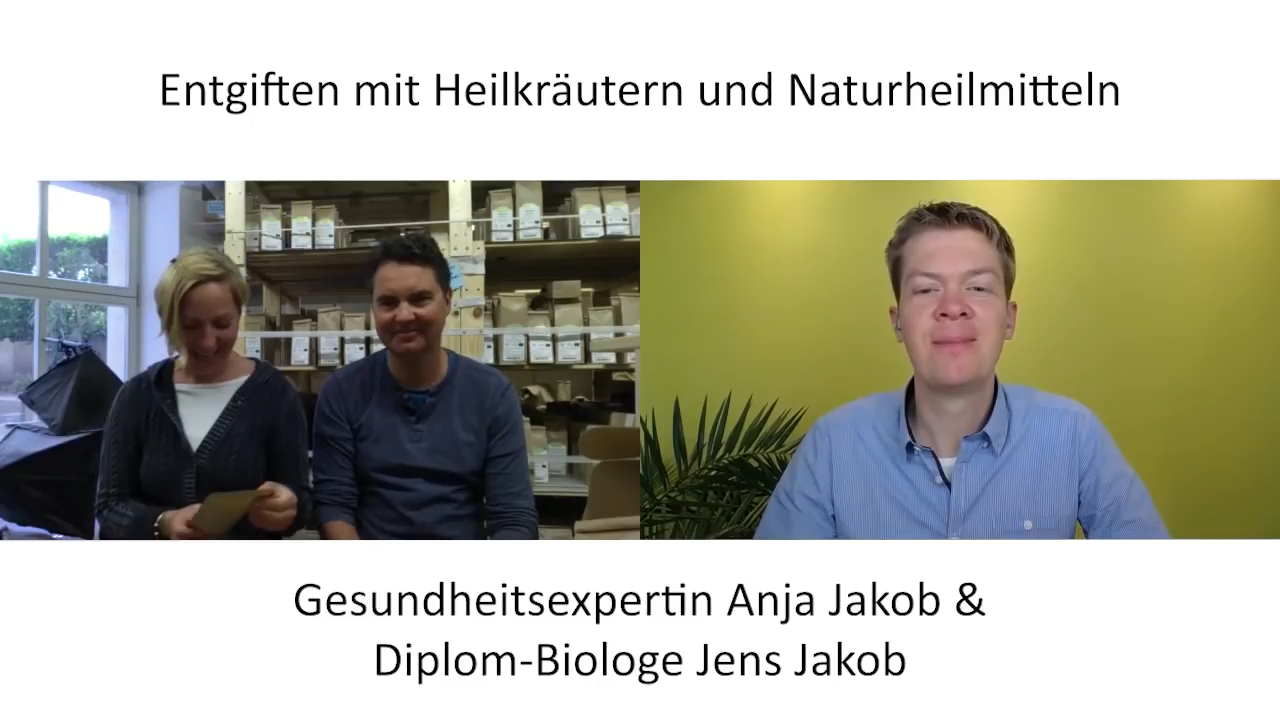 Entgiften mit Heilkräutern und Naturheilmitteln
Gesundheitsexpertin Anja Jakob &
Diplom-Biologe Jens Jakob